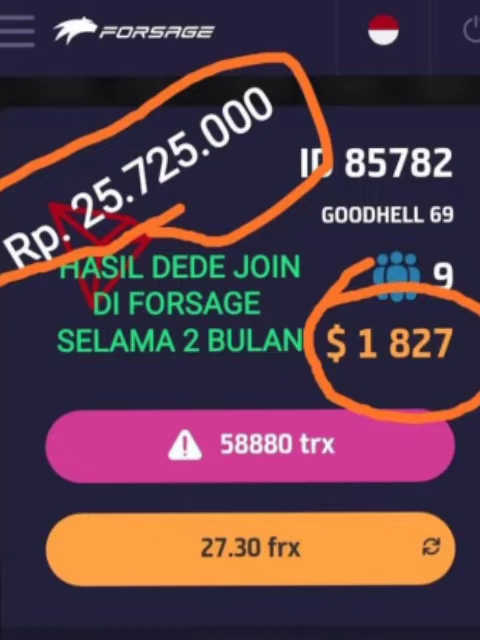 FORSAGE
Rp. 25.725.000
ID 85782
GOODHELL 69
9
HASIL DEDE JOIN
DI FORSAGE
SELAMA 2 BULAN
$ 1 827
58880 trx
27.30 frx